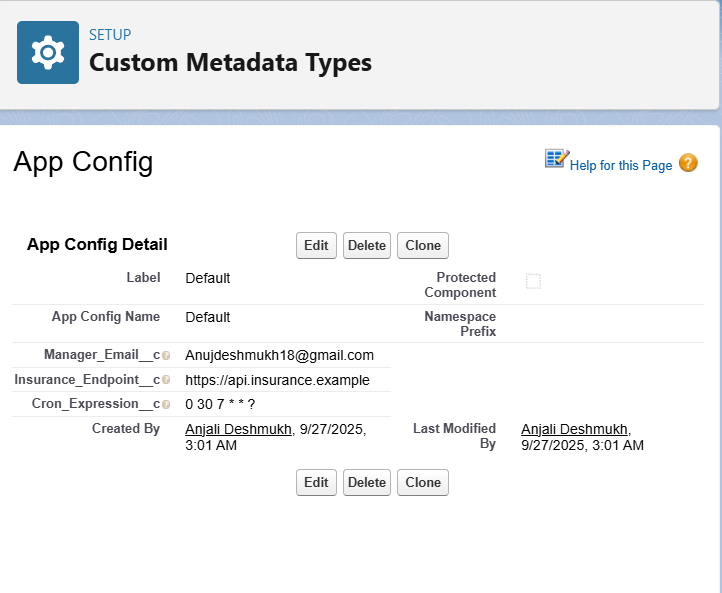 SETUP
Custom Metadata Types
App Config
Help for this Page ?
App Config Detail
Edit Delete Clone
Label Default Protected Component
App Config Name Default Namespace Prefix
Manager_Email__c Anujdeshmukh18@gmail.com
Insurance_Endpoint__c https://api.insurance.example
Cron_Expression__c 0 30 7 * * ?
Created By Anjali Deshmukh, 9/27/2025, 3:01 AM
Last Modified By Anjali Deshmukh, 9/27/2025, 3:01 AM
Edit Delete Clone